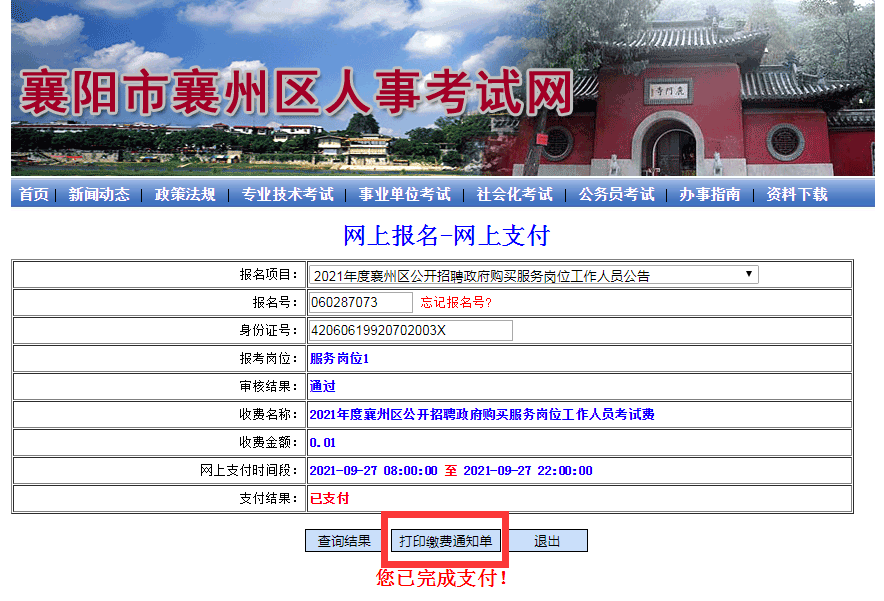 襄阳市襄州区人事考试网
鹿門寺
首页 | 新闻动态 | 政策法规 | 专业技术考试 | 事业单位考试 | 社会化考试 | 公务员考试 | 办事指南 | 资料下载
网上报名-网上支付
报名项目： 2021年度襄州区公开招聘政府购买服务岗位工作人员公告
报名号： 060287073 忘记报名号?
身份证号： 42060619920702003X
报考岗位： 服务岗位1
审核结果： 通过
收费名称： 2021年度襄州区公开招聘政府购买服务岗位工作人员考试费
收费金额： 0.01
网上支付时间段： 2021-09-27 08:00:00 至 2021-09-27 22:00:00
支付结果： 已支付
查询结果 打印缴费通知单 退出
您已完成支付！